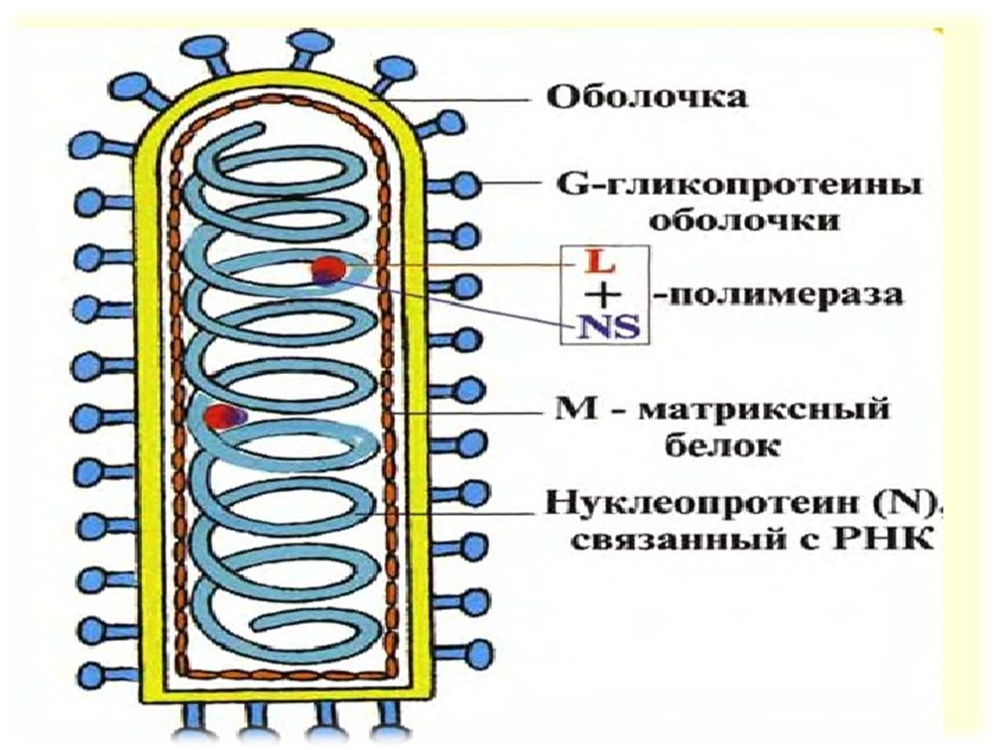 Оболочка
G-гликопротеины
оболочки
L
+
NS
-полимераза
М - матриксный
белок
Нуклеопротеин (N),
связанный с РНК